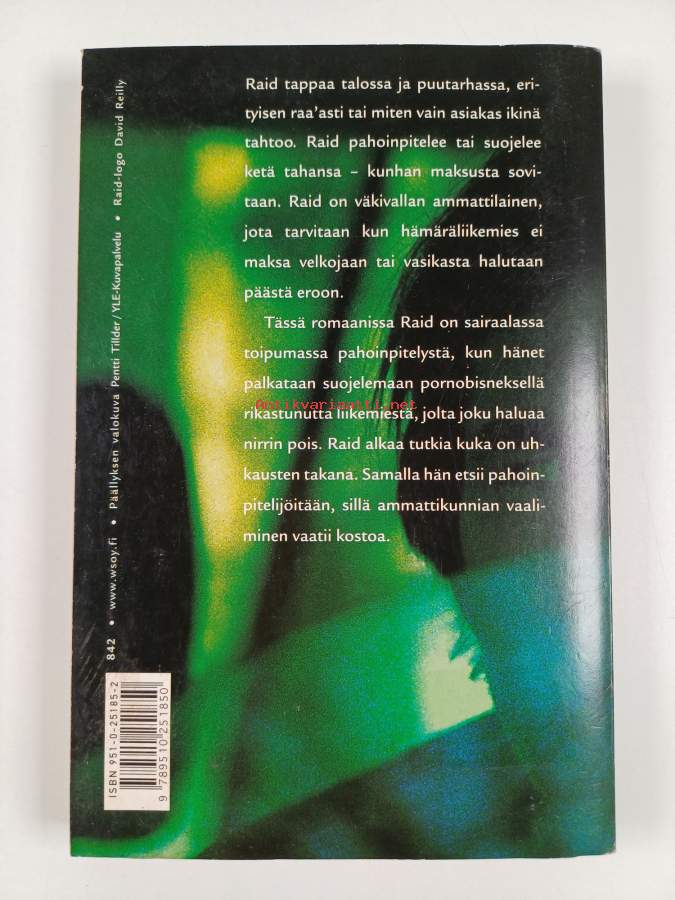 Raid tappaa talossa ja puutarhassa, eri-
tyisen raa'asti tai miten vain asiakas ikinä
tahtoo. Raid pahoinpitelee tai suojelee
ketä tahansa – kunhan maksusta sovi-
taan. Raid on väkivallan ammattilainen,
jota tarvitaan kun hämäräliikemies ei
maksa velkojaan tai vasikasta halutaan
päästä eroon.
Tässä romaanissa Raid on sairaalassa
toipumassa pahoinpitelystä, kun hänet
palkataan suojelemaan pornobisneksellä
Antikvariaatti.net
rikastunutta liikemiestä, jolta joku haluaa
nirrin pois. Raid alkaa tutkia kuka on uh-
kausten takana. Samalla hän etsii pahoin-
pitelijöitään, sillä ammattikunnian vaali-
minen vaatii kostoa.
842 • www.wsoy.fi • Päällyksen valokuva Pentti Tillder / YLE-Kuvapalvelu • Raid-logo David Reilly
ISBN 951-0-25185-2
9 789510 251850